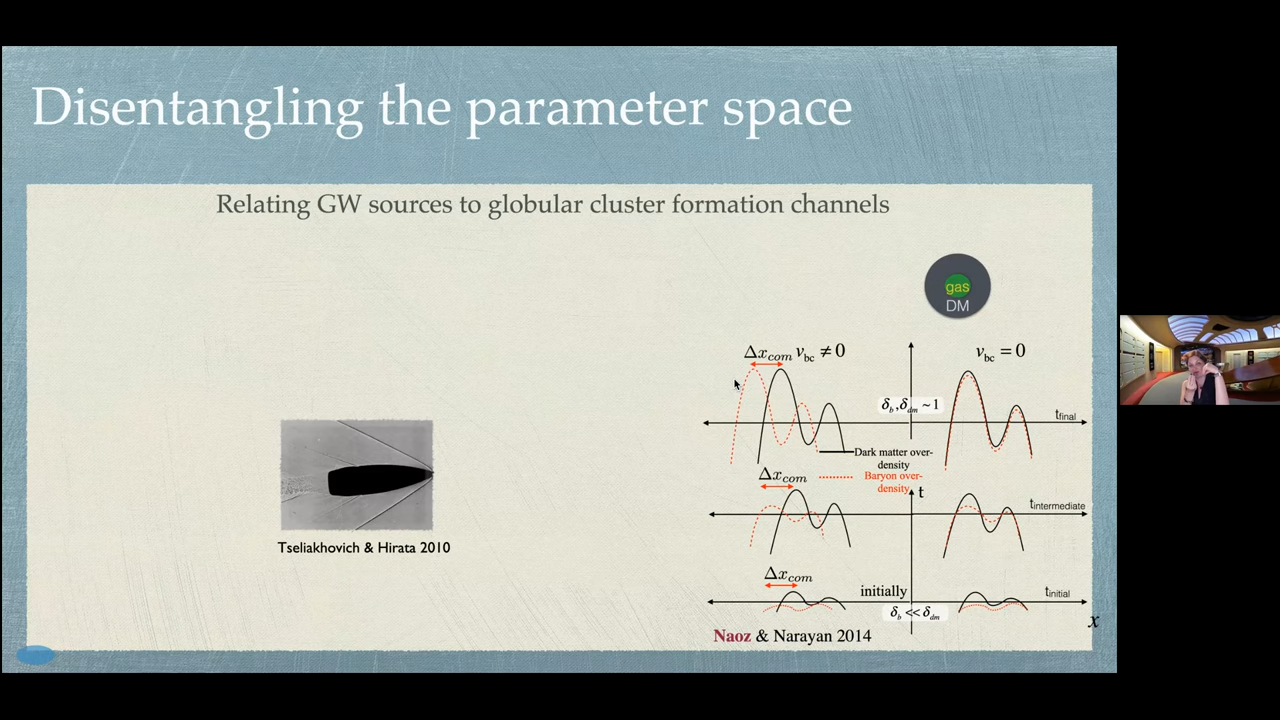 Disentangling the parameter space
Relating GW sources to globular cluster formation channels
gas
DM
Δx_com v_bc ≠ 0
v_bc = 0
δ_b, δ_dm ~ 1
t_final
Dark matter over-
density
Baryon over-
density
Δx_com
t
t_intermediate
Tseliakhovich & Hirata 2010
Δx_com
initially
t_initial
δ_b << δ_dm
x
Naoz & Narayan 2014